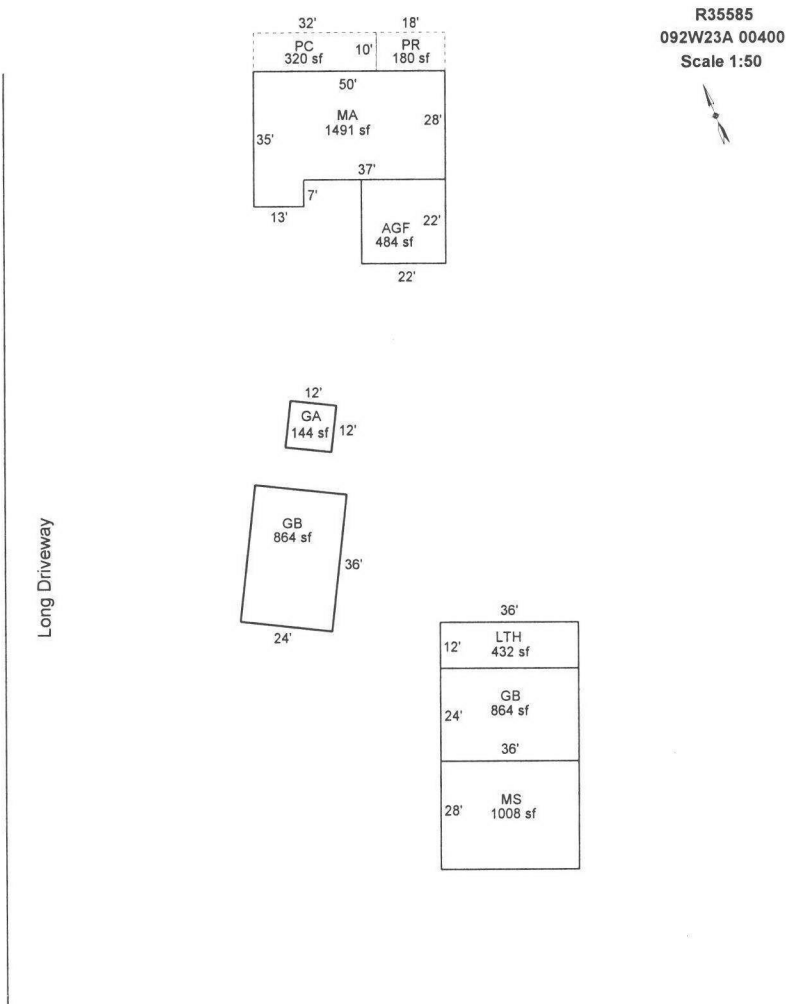 R35585
092W23A 00400
Scale 1:50
32'
18'
PC
320 sf
10'
PR
180 sf
50'
MA
1491 sf
28'
35'
37'
7'
13'
AGF
484 sf
22'
22'
12'
GA
144 sf
12'
GB
864 sf
36'
24'
Long Driveway
36'
LTH
432 sf
12'
GB
864 sf
24'
36'
MS
1008 sf
28'